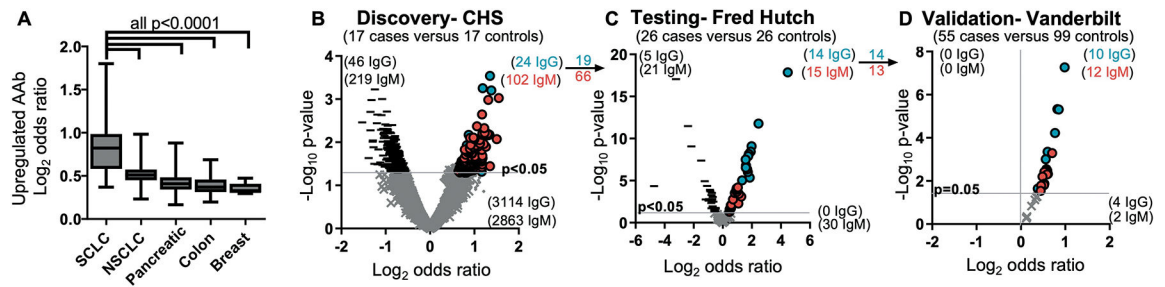 A
all p<0.0001
Upregulated AAb
Log2 odds ratio
2.0
1.5
1.0
0.5
0.0
SCLC
NSCLC
Pancreatic
Colon
Breast
B
Discovery- CHS
(17 cases versus 17 controls)
(46 IgG)
(219 IgM)
(24 IgG)
(102 IgM)
19
66
-Log10 p-value
4
3
2
1
0
p<0.05
(3114 IgG)
(2863 IgM)
-2 -1 0 1 2
Log2 odds ratio
C
Testing- Fred Hutch
(26 cases versus 26 controls)
(5 IgG)
(21 IgM)
(14 IgG)
(15 IgM)
14
13
-Log10 p-value
20
15
10
5
0
p<0.05
(0 IgG)
(30 IgM)
-6 -4 -2 0 2 4 6
Log2 odds ratio
D
Validation- Vanderbilt
(55 cases versus 99 controls)
(0 IgG)
(0 IgM)
(10 IgG)
(12 IgM)
-Log10 p-value
8
6
4
2
0
p=0.05
(4 IgG)
(2 IgM)
-2 -1 0 1 2
Log2 odds ratio